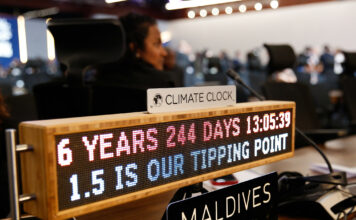 CLIMATE CLOCK
6 YEARS 244 DAYS 13:05:39
1.5 IS OUR TIPPING POINT
MALDIVES